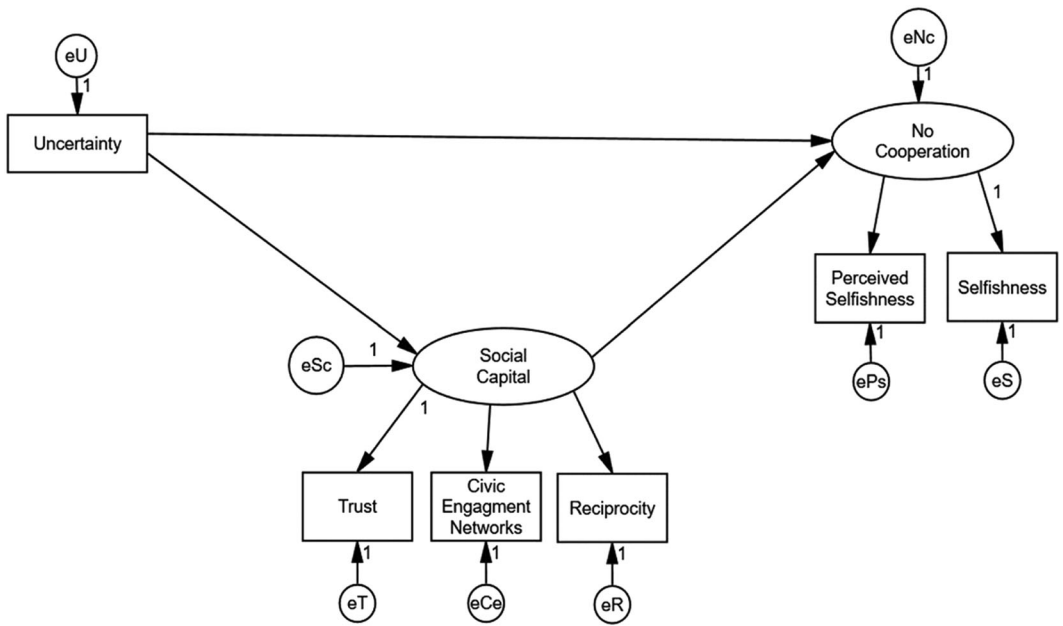 eU
1
Uncertainty
eNc
1
No
Cooperation
1
Perceived
Selfishness
Selfishness
1
1
ePs
eS
eSc
1
Social
Capital
1
Trust
Civic
Engagment
Networks
Reciprocity
1
1
1
eT
eCe
eR